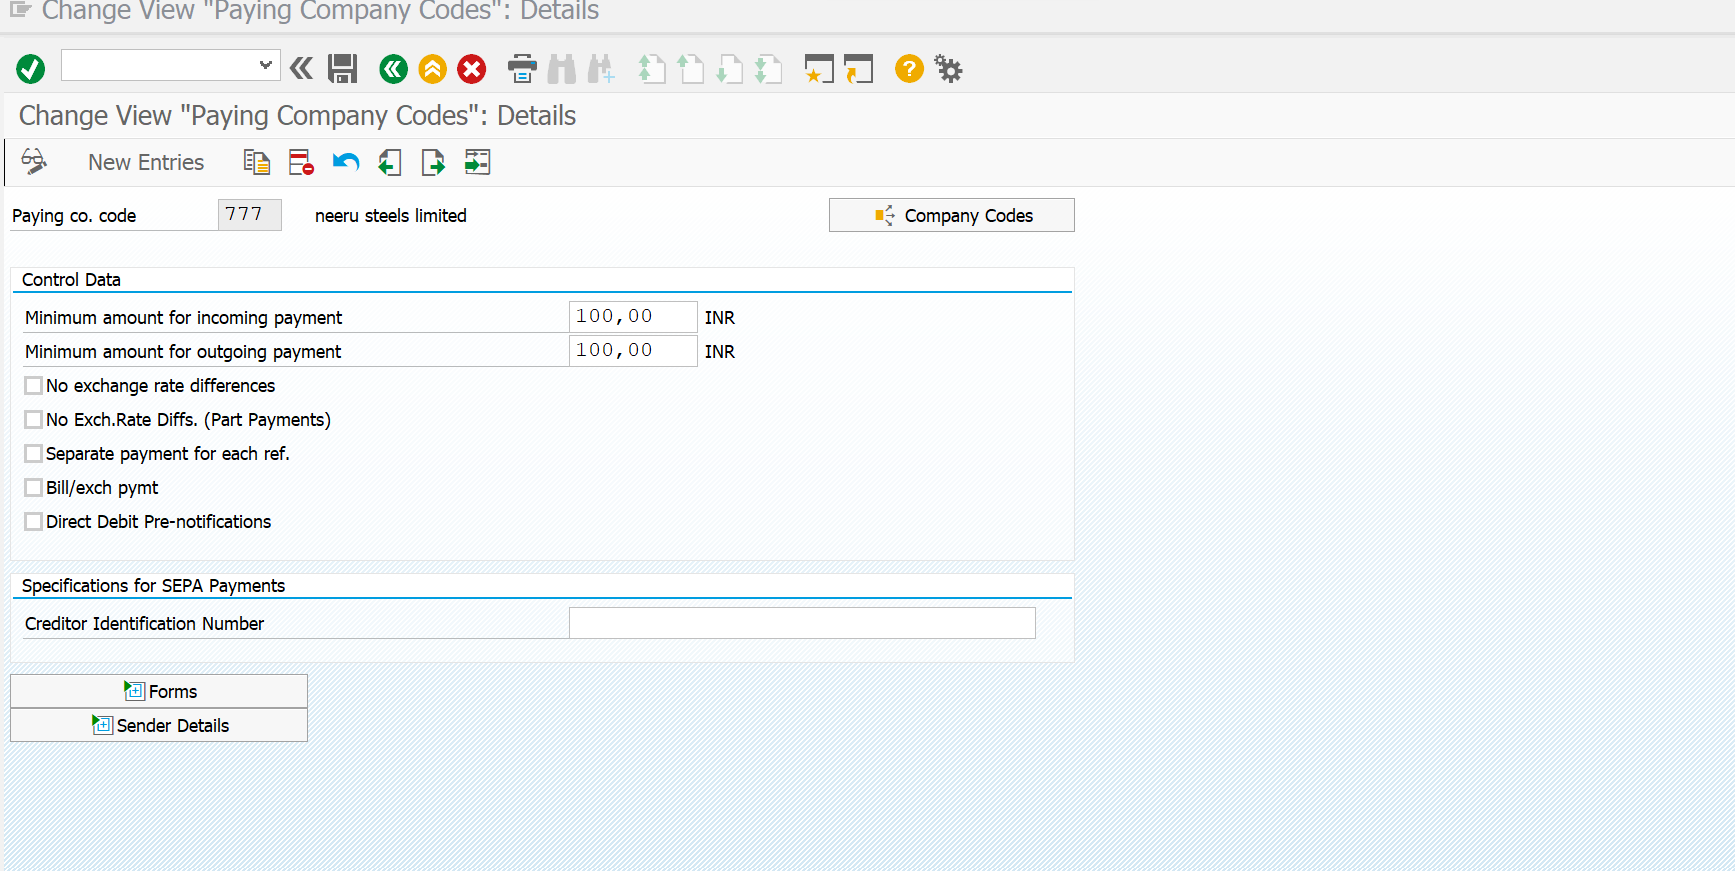 Change View "Paying Company Codes": Details
Change View "Paying Company Codes": Details
New Entries
Paying co. code 777 neeru steels limited Company Codes
Control Data
Minimum amount for incoming payment 100,00 INR
Minimum amount for outgoing payment 100,00 INR
No exchange rate differences
No Exch.Rate Diffs. (Part Payments)
Separate payment for each ref.
Bill/exch pymt
Direct Debit Pre-notifications
Specifications for SEPA Payments
Creditor Identification Number
Forms
Sender Details